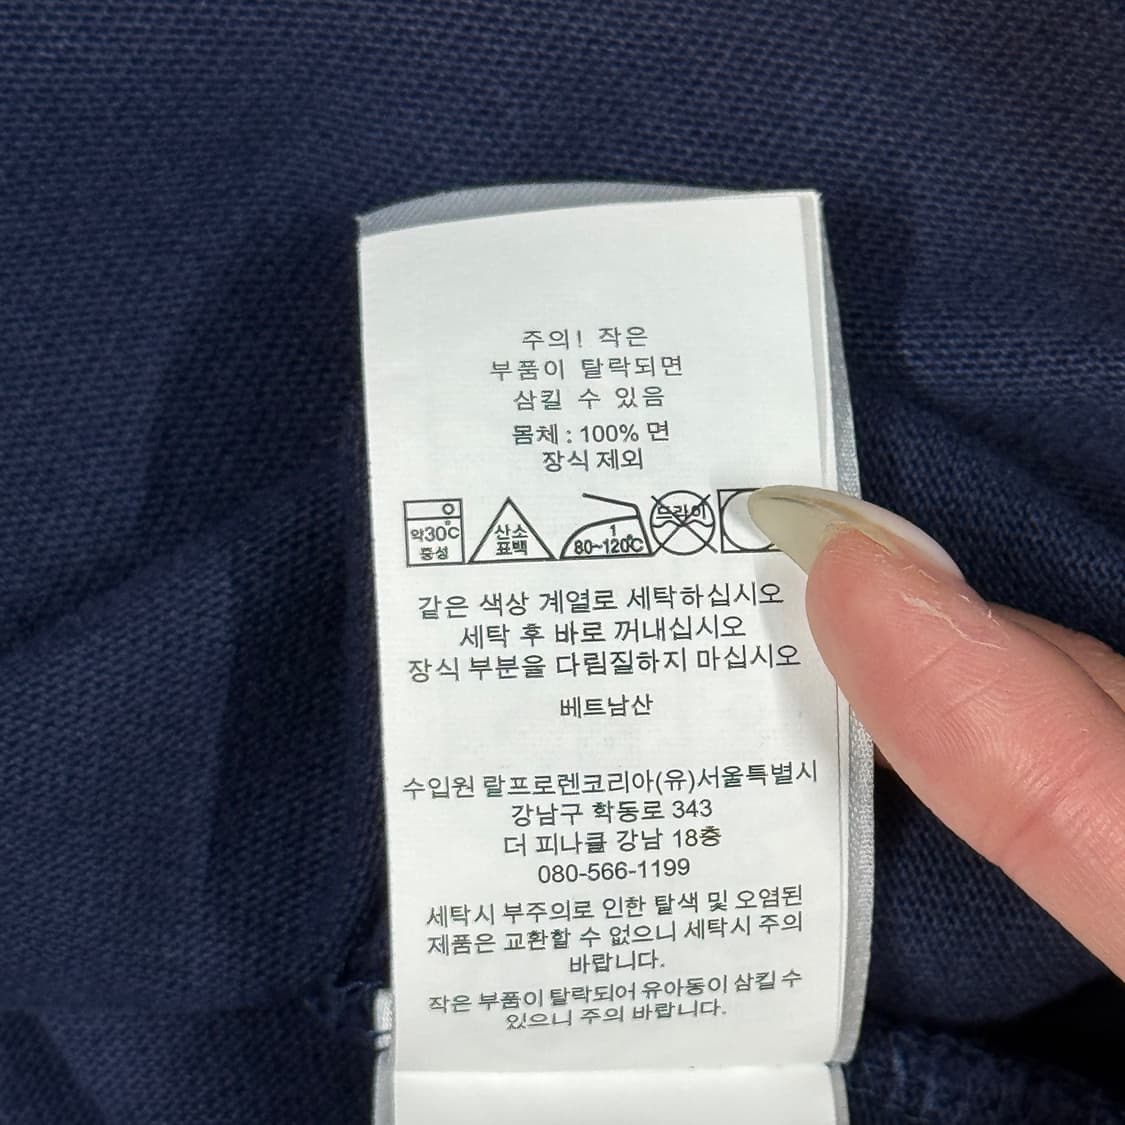 주의! 작은
부품이 탈락되면
삼킬 수 있음
몸체 : 100% 면
장식 제외
약30℃
중성
산소
표백
1
80~120℃
드라이
같은 색상 계열로 세탁하십시오
세탁 후 바로 꺼내십시오
장식 부분을 다림질하지 마십시오
베트남산
수입원 랄프로렌코리아(유)서울특별시
강남구 학동로 343
더 피나클 강남 18층
080-566-1199
세탁시 부주의로 인한 탈색 및 오염된
제품은 교환할 수 없으니 세탁시 주의
바랍니다.
작은 부품이 탈락되어 유아동이 삼킬 수
있으니 주의 바랍니다.